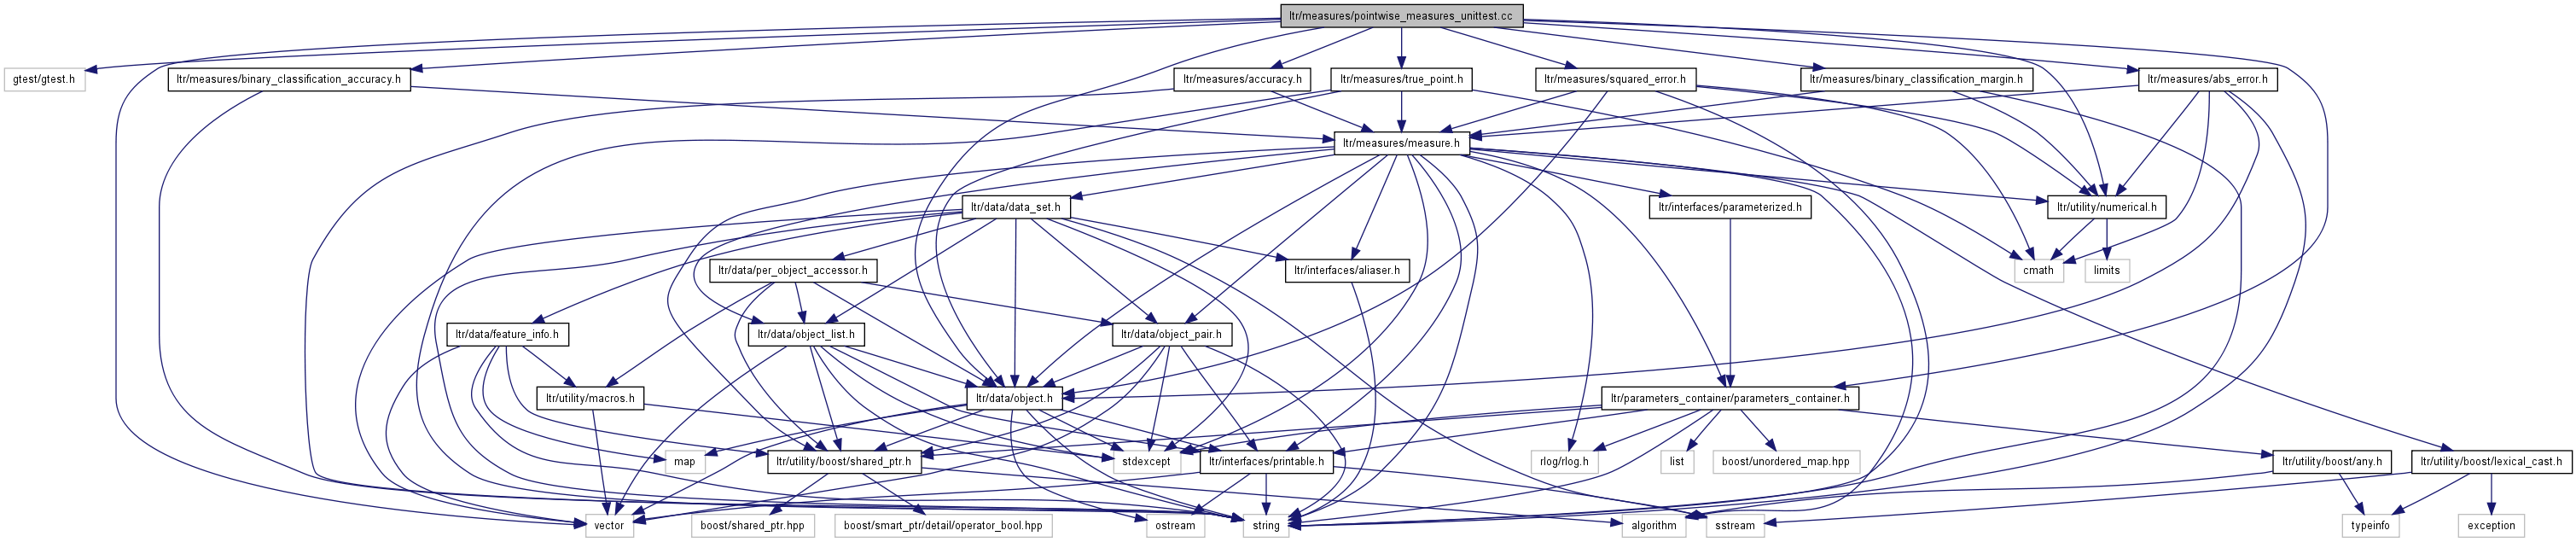 ltr/measures/pointwise_measures_unittest.cc
gtest/gtest.h
ltr/measures/binary_classification_accuracy.h
ltr/measures/accuracy.h
ltr/measures/true_point.h
ltr/measures/squared_error.h
ltr/measures/binary_classification_margin.h
ltr/measures/abs_error.h
ltr/measures/measure.h
ltr/data/data_set.h
ltr/interfaces/parameterized.h
ltr/utility/numerical.h
ltr/data/per_object_accessor.h
ltr/interfaces/aliaser.h
cmath
limits
ltr/data/feature_info.h
ltr/data/object_list.h
ltr/data/object_pair.h
ltr/utility/macros.h
ltr/data/object.h
ltr/parameters_container/parameters_container.h
map
ltr/utility/boost/shared_ptr.h
stdexcept
ltr/interfaces/printable.h
rlog/rlog.h
list
boost/unordered_map.hpp
ltr/utility/boost/any.h
ltr/utility/boost/lexical_cast.h
vector
boost/shared_ptr.hpp
boost/smart_ptr/detail/operator_bool.hpp
ostream
string
algorithm
sstream
typeinfo
exception